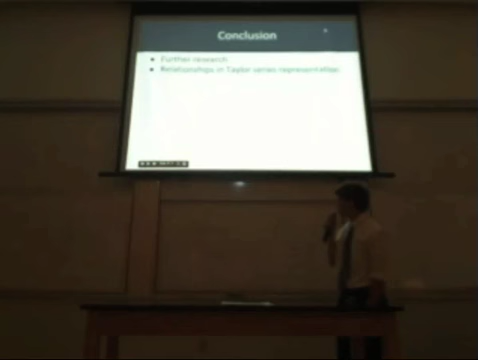 Conclusion
• Further research
• Relationships in Taylor series representation